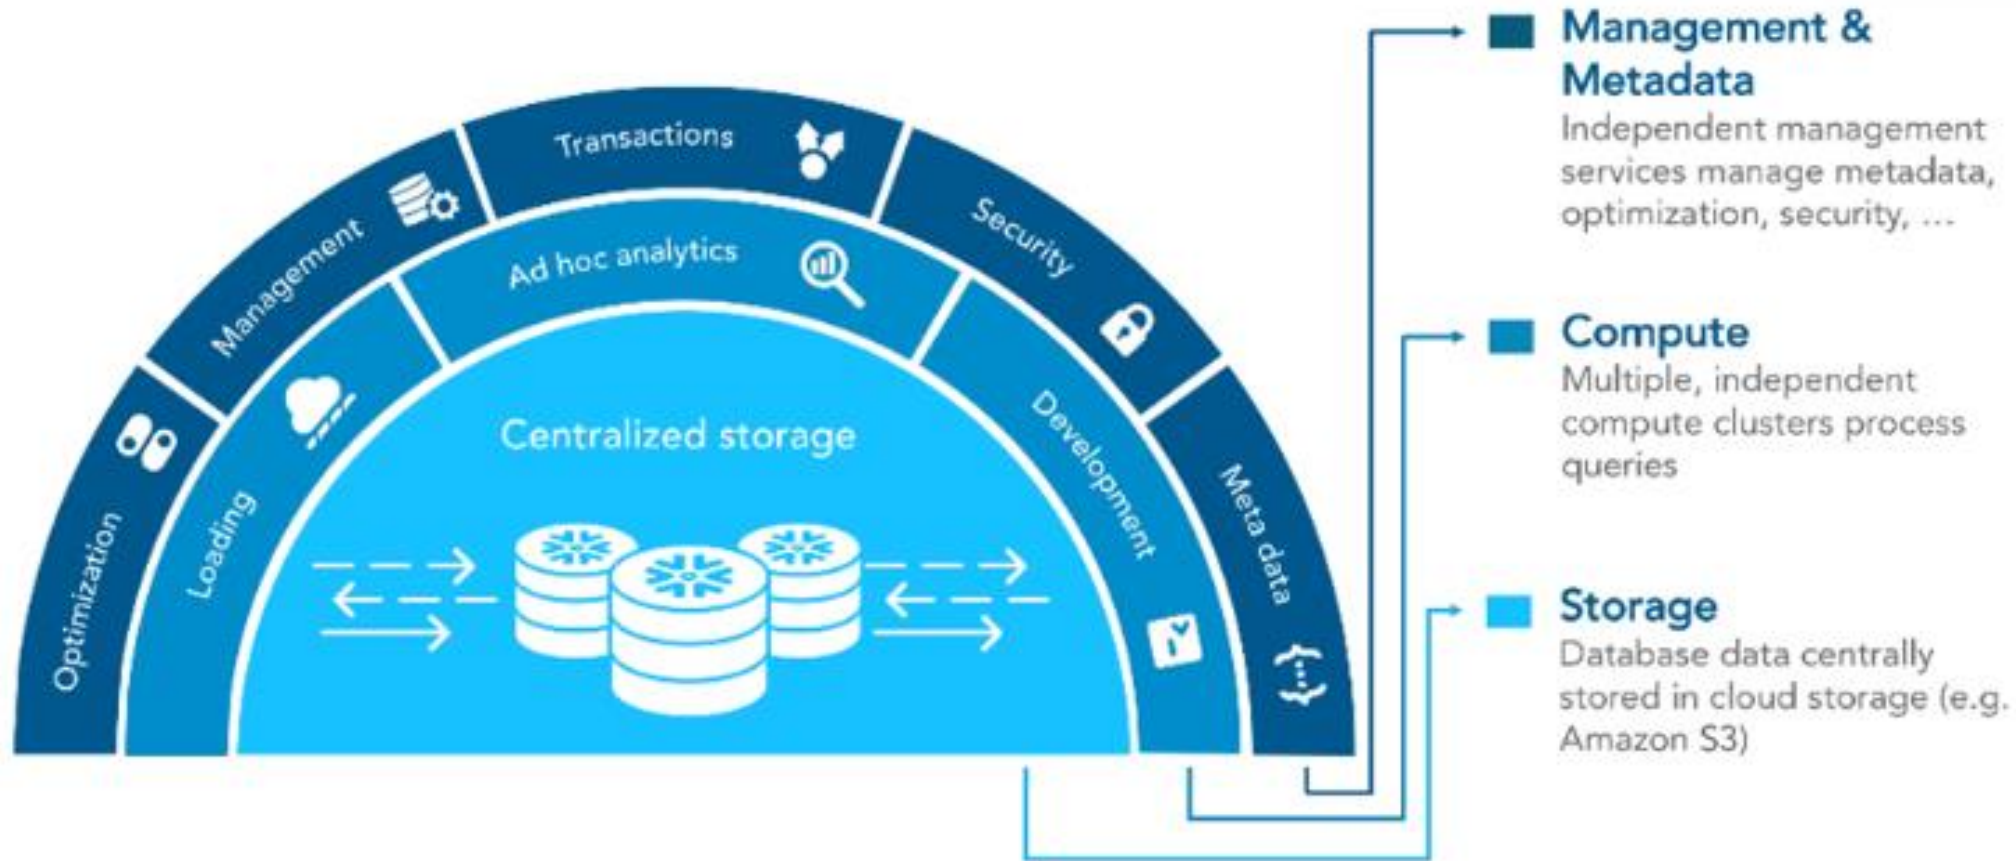 Transactions
Management
Security
Ad hoc analytics
Optimization
Loading
Centralized storage
Development
Meta data
Management &
Metadata
Independent management
services manage metadata,
optimization, security, ...
Compute
Multiple, independent
compute clusters process
queries
Storage
Database data centrally
stored in cloud storage (e.g.
Amazon S3)